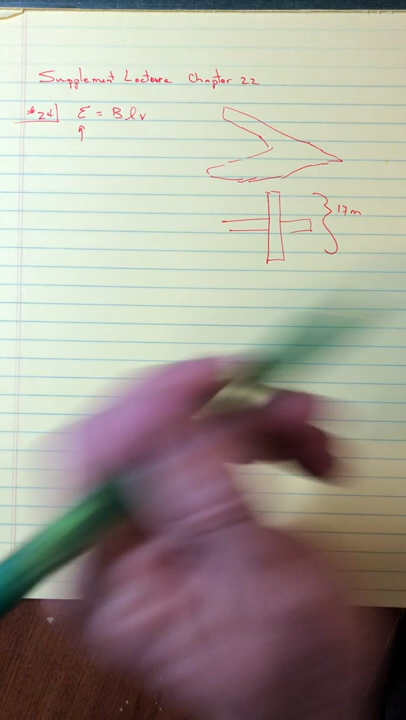 Supplement Lecture Chapter 22
*24| ℰ = Blv
↑
17m